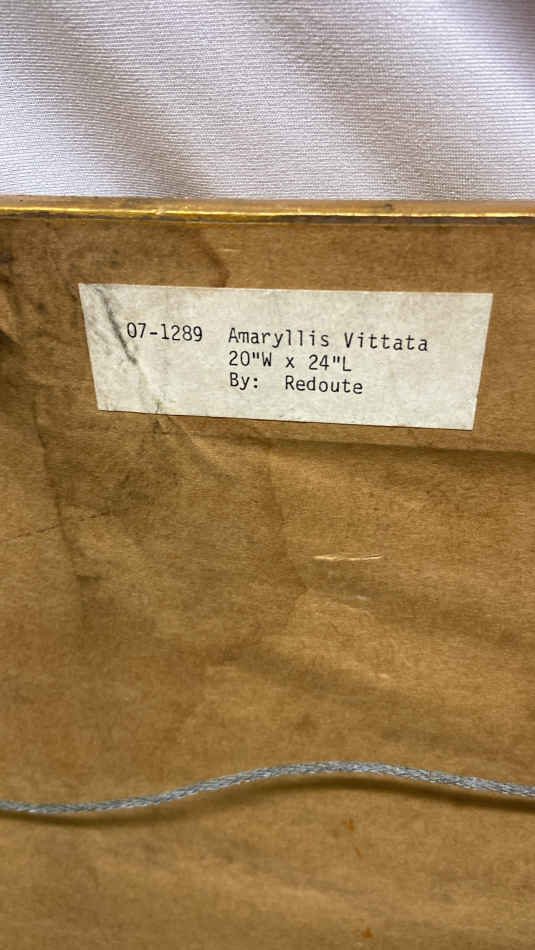 07-1289 Amaryllis Vittata
20"W x 24"L
By: Redoute